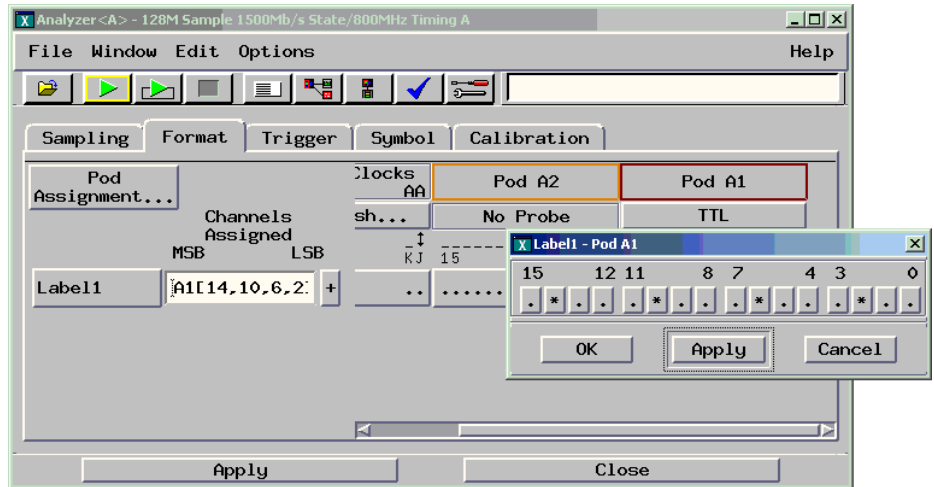 Analyzer<A> - 128M Sample 1500Mb/s State/800MHz Timing A
File Window Edit Options Help
Sampling Format Trigger Symbol Calibration
Pod
Assignment...
Clocks
AA
Pod A2 Pod A1
Channels
Assigned
MSB LSB
sh... No Probe TTL
KJ 15
Label1 A1[14,10,6,2] + .. ......
Label1 - Pod A1
15 12 11 8 7 4 3 0
. * . . . * . . . * . . . * . .
OK Apply Cancel
Apply Close